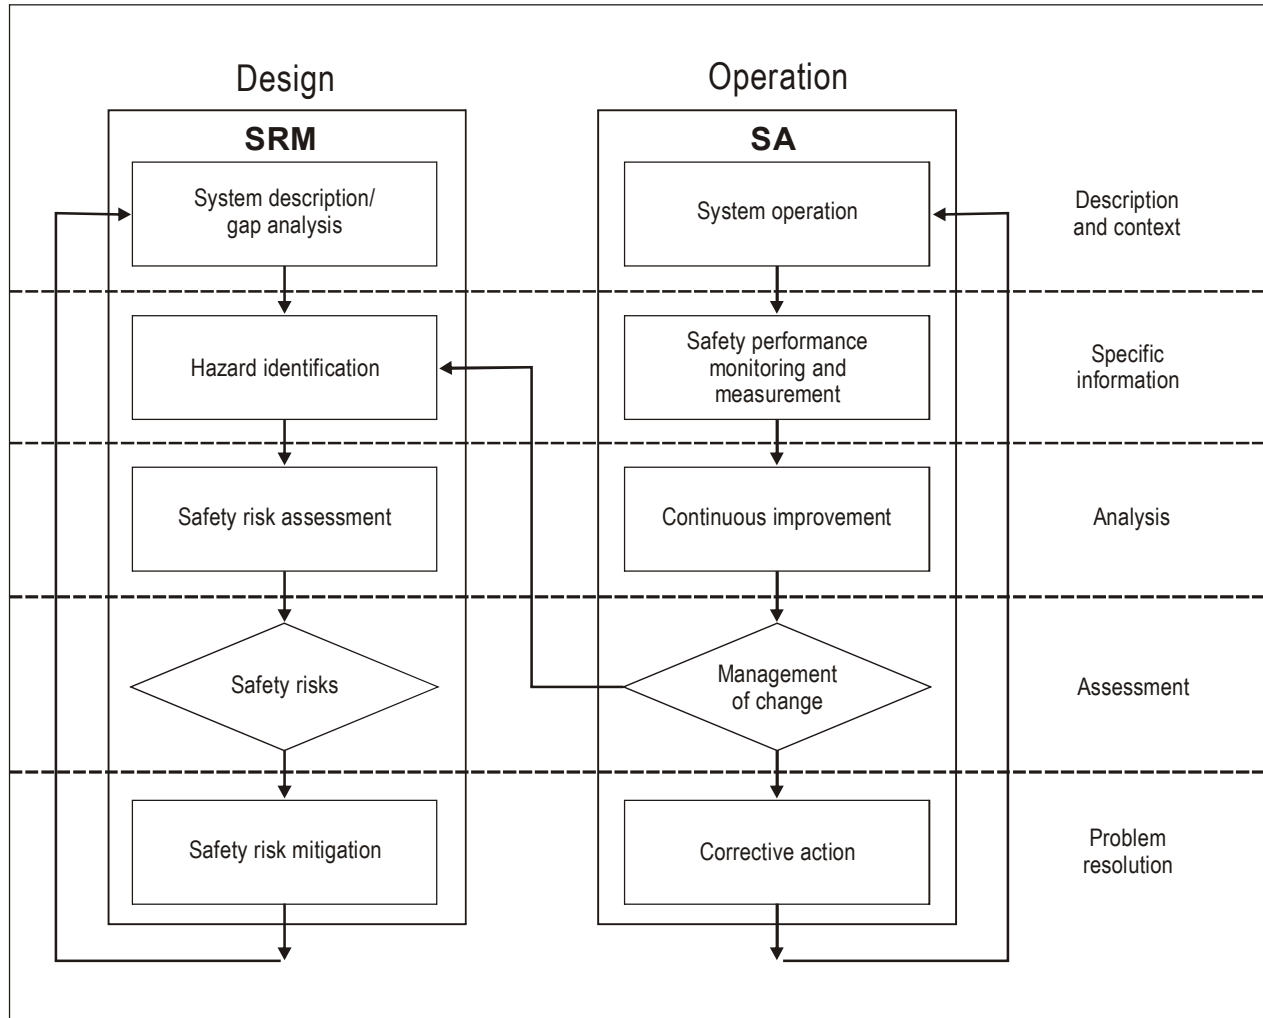 Design
Operation
SRM
SA
System description/
gap analysis
System operation
Description
and context
Hazard identification
Safety performance
monitoring and
measurement
Specific
information
Safety risk assessment
Continuous improvement
Analysis
Safety risks
Management
of change
Assessment
Safety risk mitigation
Corrective action
Problem
resolution